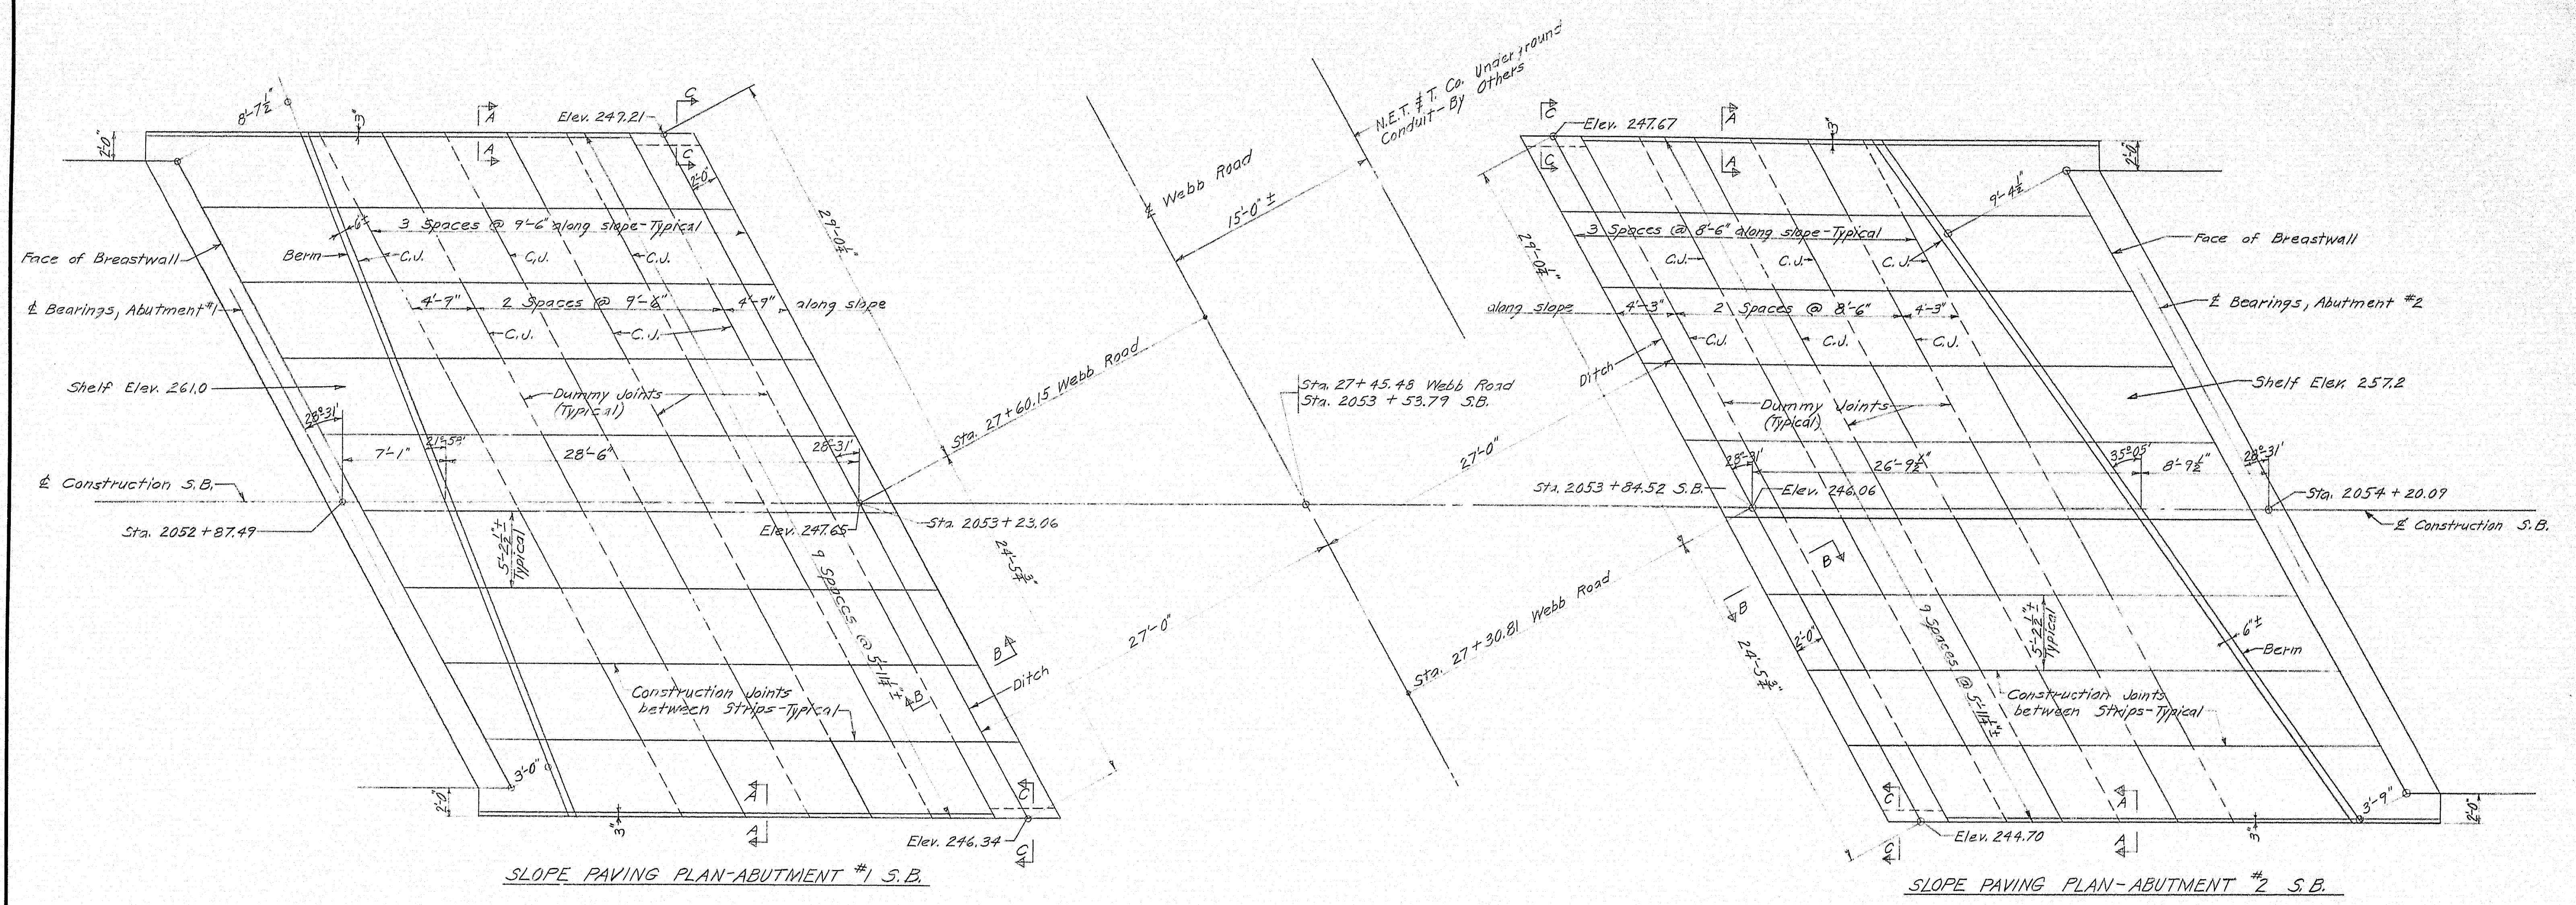 8'-7½"
2'-0"
3"
A
A
Elev. 247.21
C
C
2'-0"
29'-0¼"
6"±
3 Spaces @ 9'-6" along slope-Typical
Face of Breastwall
Berm
C.J.
C.J.
C.J.
℄ Bearings, Abutment #1
4'-9"
2 Spaces @ 9'-6"
4'-9" along slope
C.J.
C.J.
Shelf Elev. 261.0
Dummy Joints
(Typical)
28°-31'
7'-1"
21°-58'
28'-6"
28°-31'
℄ Construction S.B.
Sta. 2052+87.49
Elev. 247.65
Sta. 2053+23.06
5'-2½"±
Typical
9 Spaces @ 5'-11¼"±
24'-5¾"
27'-0"
B
B
Ditch
Construction Joints
between Strips-Typical
3'-0"
2'-0"
3"
A
A
C
C
Elev. 246.34
SLOPE PAVING PLAN-ABUTMENT #1 S.B.
N.E.T. & T. Co. Underground
Conduit-By Others
℄ Webb Road
15'-0"±
Sta. 27+60.15 Webb Road
Sta. 27+45.48 Webb Road
Sta. 2053+53.79 S.B.
27'-0"
Sta. 27+30.81 Webb Road
C
C
Elev. 247.67
A
A
3"
2'-0"
9'-4½"
29'-0¼"
3 Spaces @ 8'-6" along slope-Typical
C.J.
C.J.
C.J.
Face of Breastwall
along slope
4'-3"
2 Spaces @ 8'-6"
4'-3"
C.J.
C.J.
C.J.
℄ Bearings, Abutment #2
Ditch
Dummy Joints
(Typical)
Shelf Elev. 257.2
28°-31'
26'-9½"
35°05'
8'-9½"
28°-31'
Sta. 2053+84.52 S.B.
Elev. 246.06
Sta. 2054+20.09
℄ Construction S.B.
B
B
2'-0"
24'-5¾"
9 Spaces @ 5'-11¼"±
5'-2½"±
Typical
6"±
Berm
Construction Joints
between Strips-Typical
3'-9"
2'-0"
C
C
Elev. 244.70
A
A
3"
SLOPE PAVING PLAN-ABUTMENT #2 S.B.